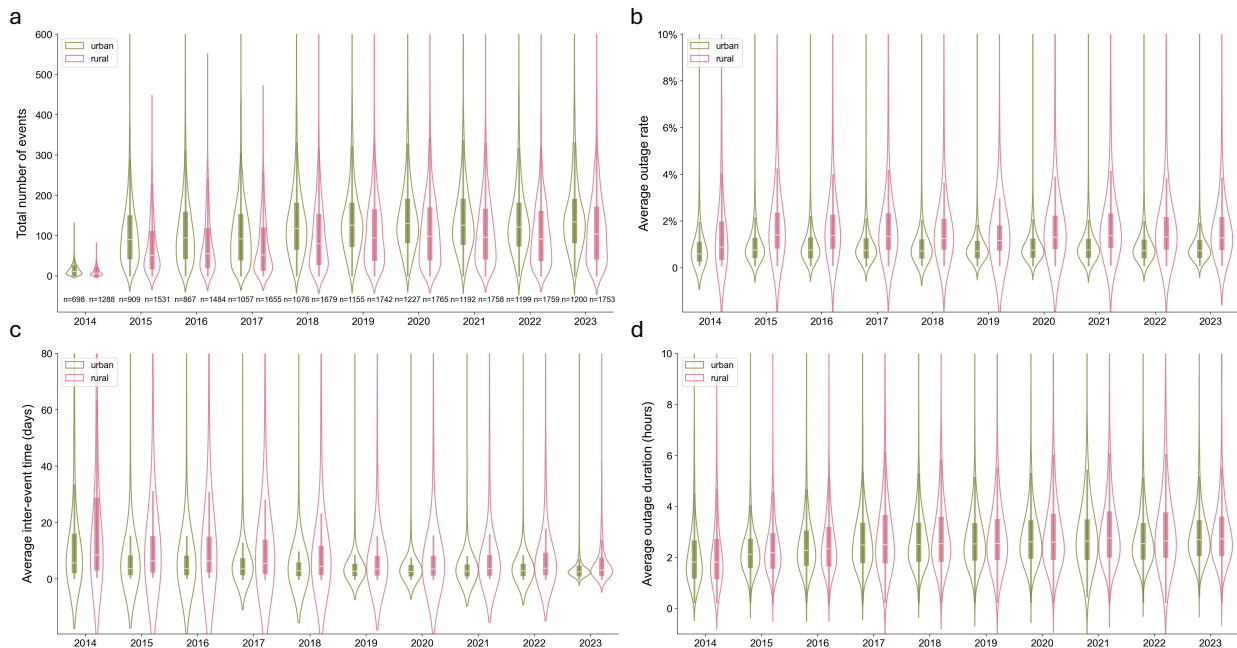 a
Total number of events
600
500
400
300
200
100
0
urban
rural
n=698 n=1288 n=909 n=1531 n=867 n=1484 n=1057 n=1655 n=1076 n=1679 n=1155 n=1742 n=1227 n=1765 n=1192 n=1758 n=1199 n=1759 n=1200 n=1753
2014 2015 2016 2017 2018 2019 2020 2021 2022 2023
b
Average outage rate
10%
8%
6%
4%
2%
0
urban
rural
2014 2015 2016 2017 2018 2019 2020 2021 2022 2023
c
Average inter-event time (days)
80
60
40
20
0
urban
rural
2014 2015 2016 2017 2018 2019 2020 2021 2022 2023
d
Average outage duration (hours)
10
8
6
4
2
0
urban
rural
2014 2015 2016 2017 2018 2019 2020 2021 2022 2023